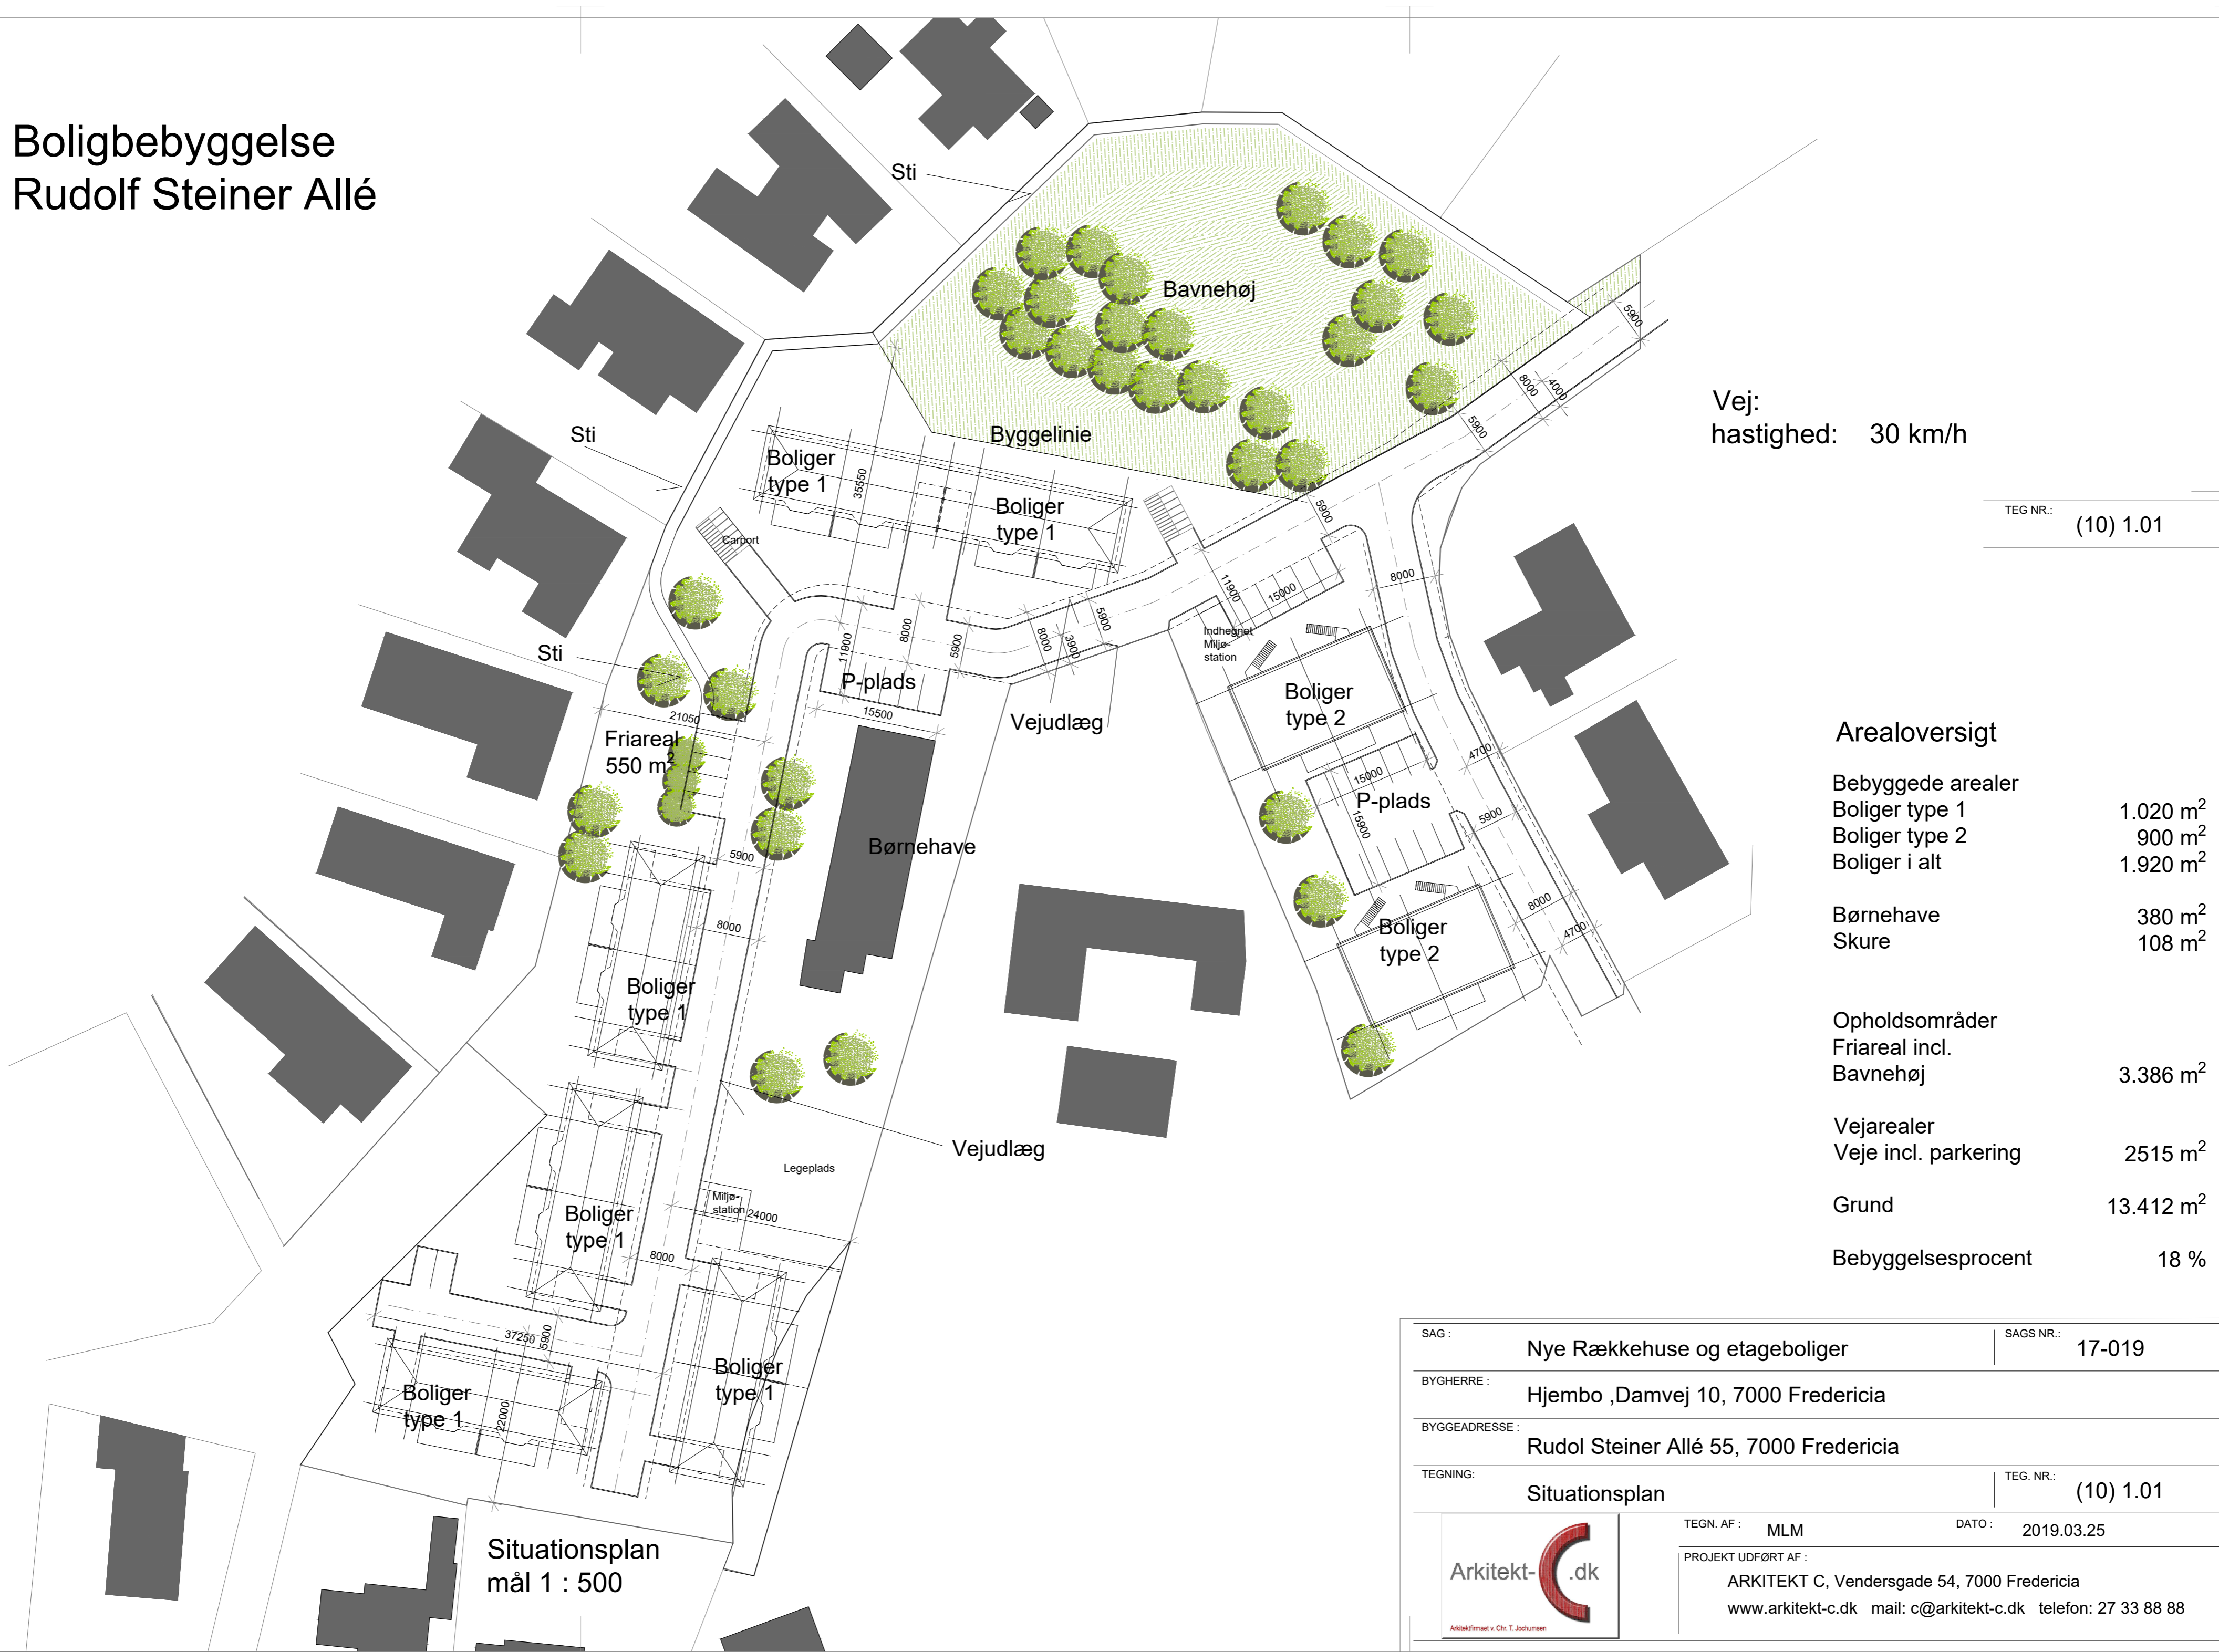 Boligbebyggelse
Rudolf Steiner Allé
Sti
Bavnehøj
5900
8000
4000
5900
Byggelinie
Sti
Boliger
type 1
35550
Boliger
type 1
Carport
5900
8000
11900
15000
Sti
11900
8000
5900
8000
3900
5900
Indhegnet
Miljø-
station
P-plads
15500
Vejudlæg
21050
Friareal
550 m2
Boliger
type 2
4700
15000
P-plads
15900
5900
Børnehave
5900
8000
Boliger
type 2
8000
4700
Boliger
type 1
Vejudlæg
Legeplads
Miljø-
station
24000
Boliger
type 1
8000
37250
5900
Boliger
type 1
Boliger
type 1
22000
Situationsplan
mål 1 : 500
Vej:
hastighed: 30 km/h
TEG NR.: (10) 1.01
Arealoversigt
Bebyggede arealer
Boliger type 1 1.020 m2
Boliger type 2 900 m2
Boliger i alt 1.920 m2
Børnehave 380 m2
Skure 108 m2
Opholdsområder
Friareal incl.
Bavnehøj 3.386 m2
Vejarealer
Veje incl. parkering 2515 m2
Grund 13.412 m2
Bebyggelsesprocent 18 %
SAG : Nye Rækkehuse og etageboliger SAGS NR.: 17-019
BYGHERRE : Hjembo ,Damvej 10, 7000 Fredericia
BYGGEADRESSE : Rudol Steiner Allé 55, 7000 Fredericia
TEGNING: Situationsplan TEG. NR.: (10) 1.01
TEGN. AF : MLM DATO : 2019.03.25
PROJEKT UDFØRT AF :
ARKITEKT C, Vendersgade 54, 7000 Fredericia
www.arkitekt-c.dk mail: c@arkitekt-c.dk telefon: 27 33 88 88
Arkitekt-C.dk
Arkitektfirmaet v. Chr. T. Jochumsen